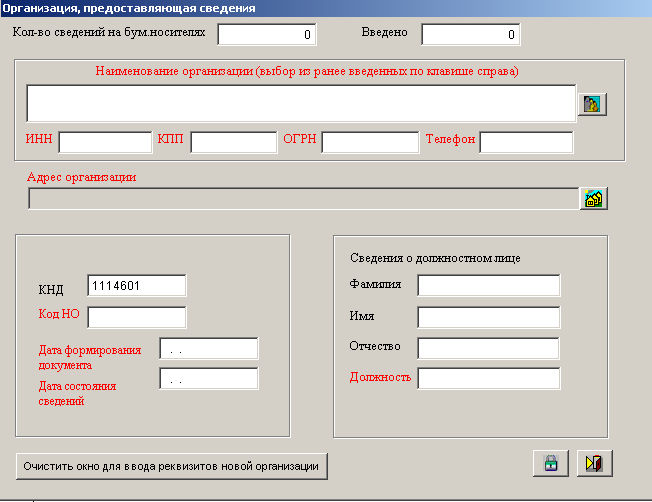 Организация, предоставляющая сведения
Кол-во сведений на бум.носителях 0 Введено 0
Наименование организации (выбор из ранее введенных по клавише справа)
ИНН КПП ОГРН Телефон
Адрес организации
КНД 1114601
Код НО
Дата формирования
документа . .
Дата состояния
сведений . .
Сведения о должностном лице
Фамилия
Имя
Отчество
Должность
Очистить окно для ввода реквизитов новой организации